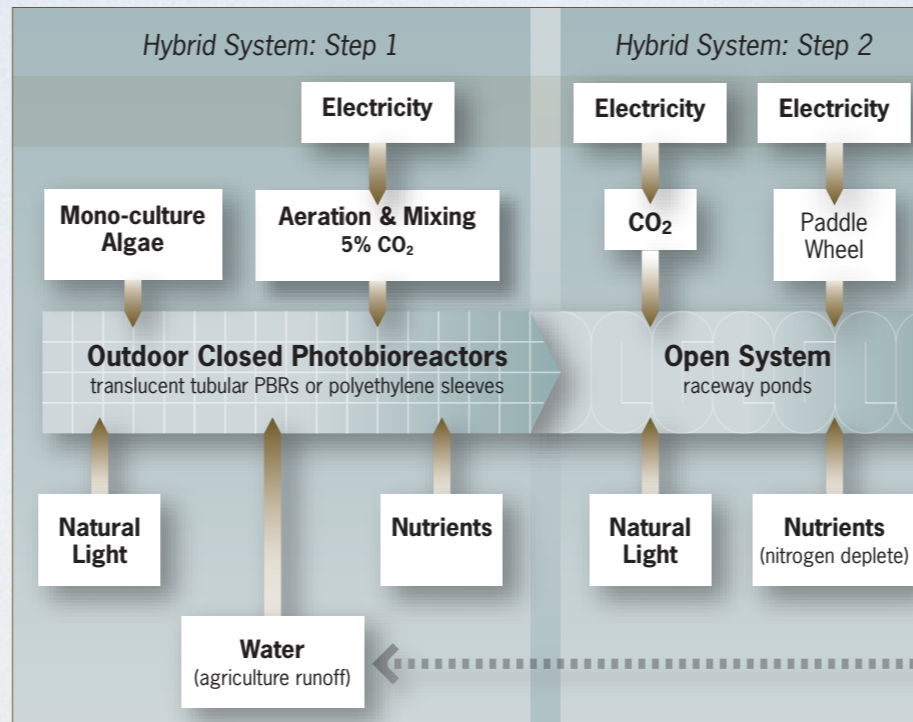 Hybrid System: Step 1
Hybrid System: Step 2
Electricity
Electricity
Electricity
Mono-culture
Algae
Aeration & Mixing
5% CO₂
CO₂
Paddle
Wheel
Outdoor Closed Photobioreactors
translucent tubular PBRs or polyethylene sleeves
Open System
raceway ponds
Natural
Light
Nutrients
Natural
Light
Nutrients
(nitrogen deplete)
Water
(agriculture runoff)